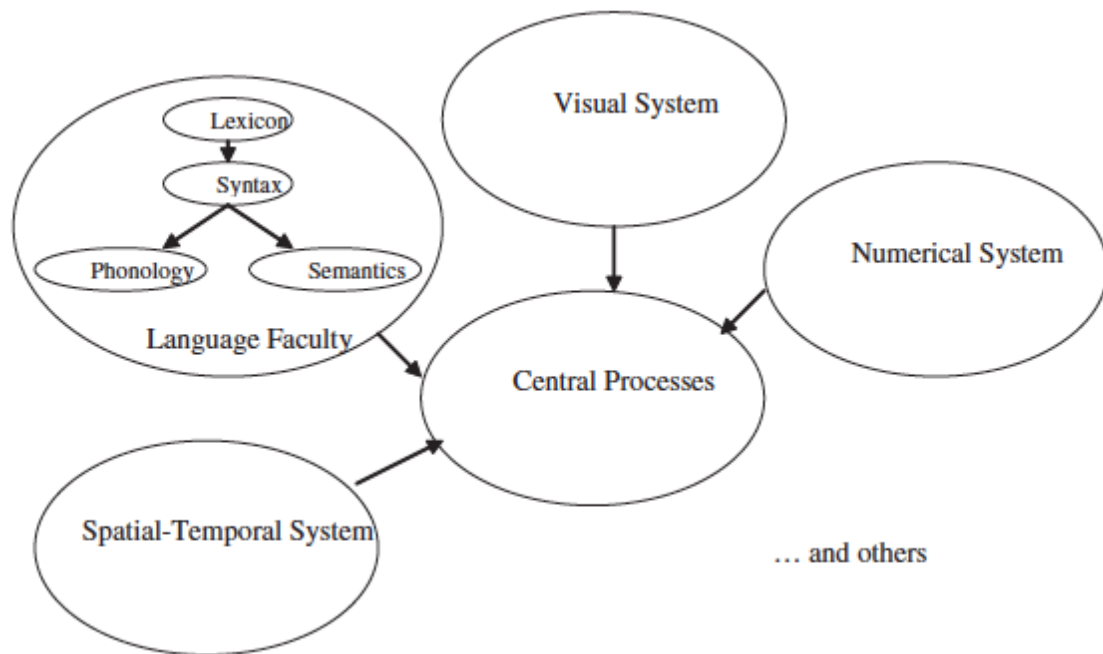 Visual System
Lexicon
Syntax
Phonology
Semantics
Language Faculty
Numerical System
Central Processes
Spatial-Temporal System
… and others